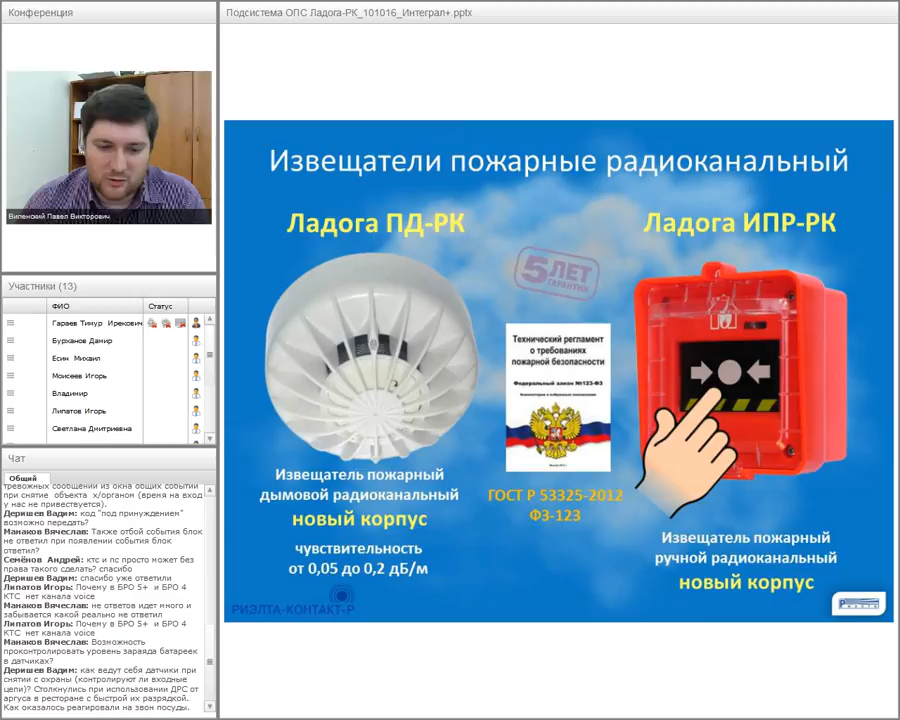 Конференция
Виленский Павел Викторович
Участники (13)
ФИО
Статус
Гараев Тимур Ирекович
Бурханов Дамир
Есин Михаил
Моисеев Игорь
Владимир
Липатов Игорь
Светлана Дмитриевна
Чат
Общий
тревожных сообщений из окна общих событий
при снятие объекта х/органом (время на вход
у нас не привествуется).
Деришев Вадим: код "под принуждением"
возможно передать?
Манаков Вячеслав: Также отбой события блок
не ответил при появлении события блок
ответил?
Семёнов Андрей: ктс и пс просто может без
права такого сделать? спасибо
Деришев Вадим: спасибо уже ответили
Липатов Игорь: Почему в БРО 5+ и БРО 4
КТС нет канала voice
Манаков Вячеслав: не ответов идет много и
забывается какой реально не ответил
Липатов Игорь: Почему в БРО 5+ и БРО 4
КТС нет канала voice
Манаков Вячеслав: Возможность
проконтролировать уровень зараяда батареек
в датчиках?
Деришев Вадим: как ведут себя датчики при
снятии с охраны (контролируют ли входные
цепи)? Столкнулись при использовании ДРС от
аргуса в ресторане с быстрой их разрядкой.
Как оказалось реагировали на звон посуды.
Подсистема ОПС Ладога-РК_101016_Интеграл+.pptx
Извещатели пожарные радиоканальный
Ладога ПД-РК
Ладога ИПР-РК
5 ЛЕТ
ГАРАНТИИ
Технический регламент
о требованиях
пожарной безопасности
Федеральный закон №123-ФЗ
ГОСТ Р 53325-2012
ФЗ-123
Извещатель пожарный
дымовой радиоканальный
новый корпус
чувствительность
от 0,05 до 0,2 дБ/м
Извещатель пожарный
ручной радиоканальный
новый корпус
РИЭЛТА-КОНТАКТ-Р